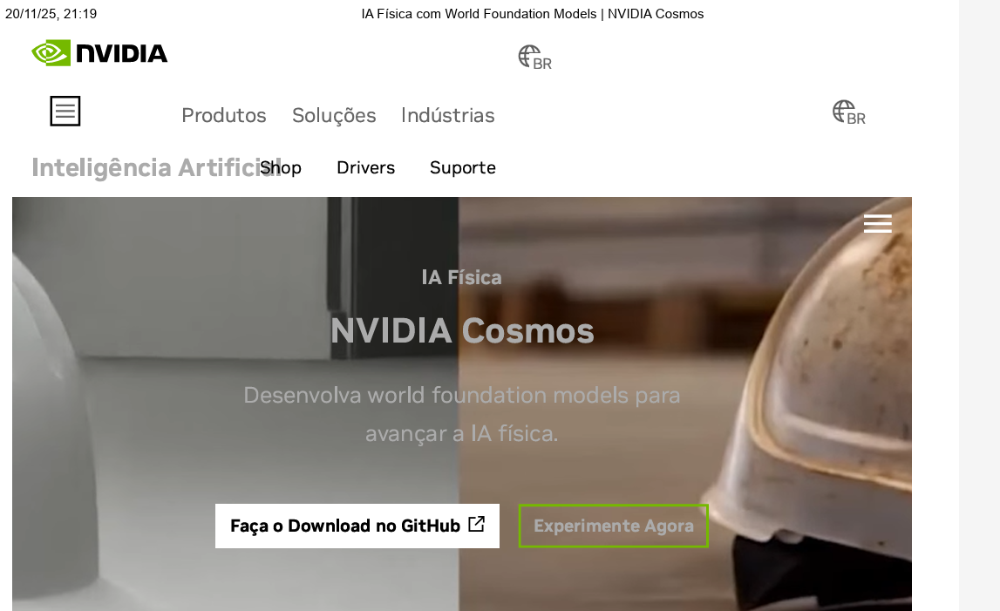 20/11/25, 21:19
IA Física com World Foundation Models | NVIDIA Cosmos
NVIDIA
BR
Produtos Soluções Indústrias
BR
Inteligência Artificial
Shop Drivers Suporte
IA Física
NVIDIA Cosmos
Desenvolva world foundation models para
avançar a IA física.
Faça o Download no GitHub
Experimente Agora